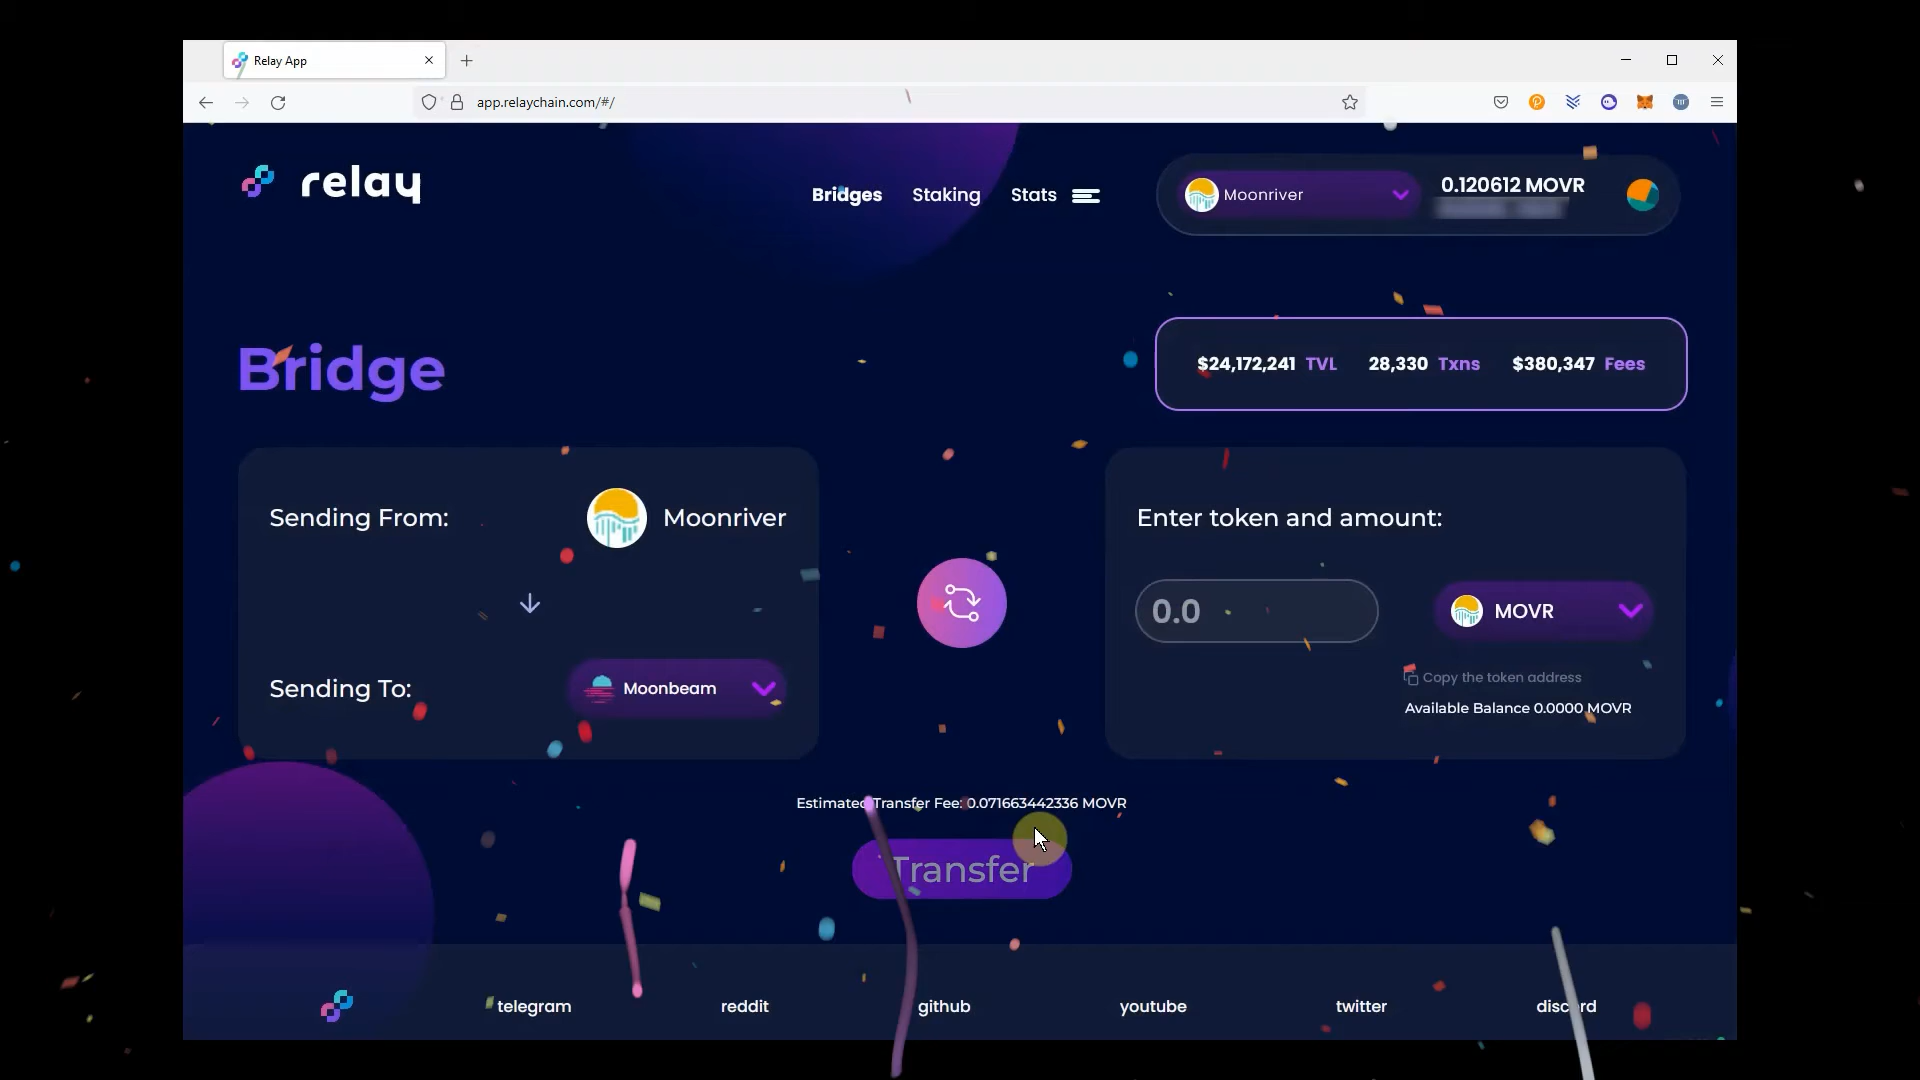 Relay App
app.relaychain.com/#/
relay
Bridges Staking Stats
Moonriver
0.120612 MOVR
Bridge
$24,172,241 TVL 28,330 Txns $380,347 Fees
Sending From: Moonriver
Sending To: Moonbeam
Enter token and amount:
0.0 MOVR
Copy the token address
Available Balance 0.0000 MOVR
Estimated Transfer Fee: 0.071663442336 MOVR
Transfer
telegram reddit github youtube twitter discord